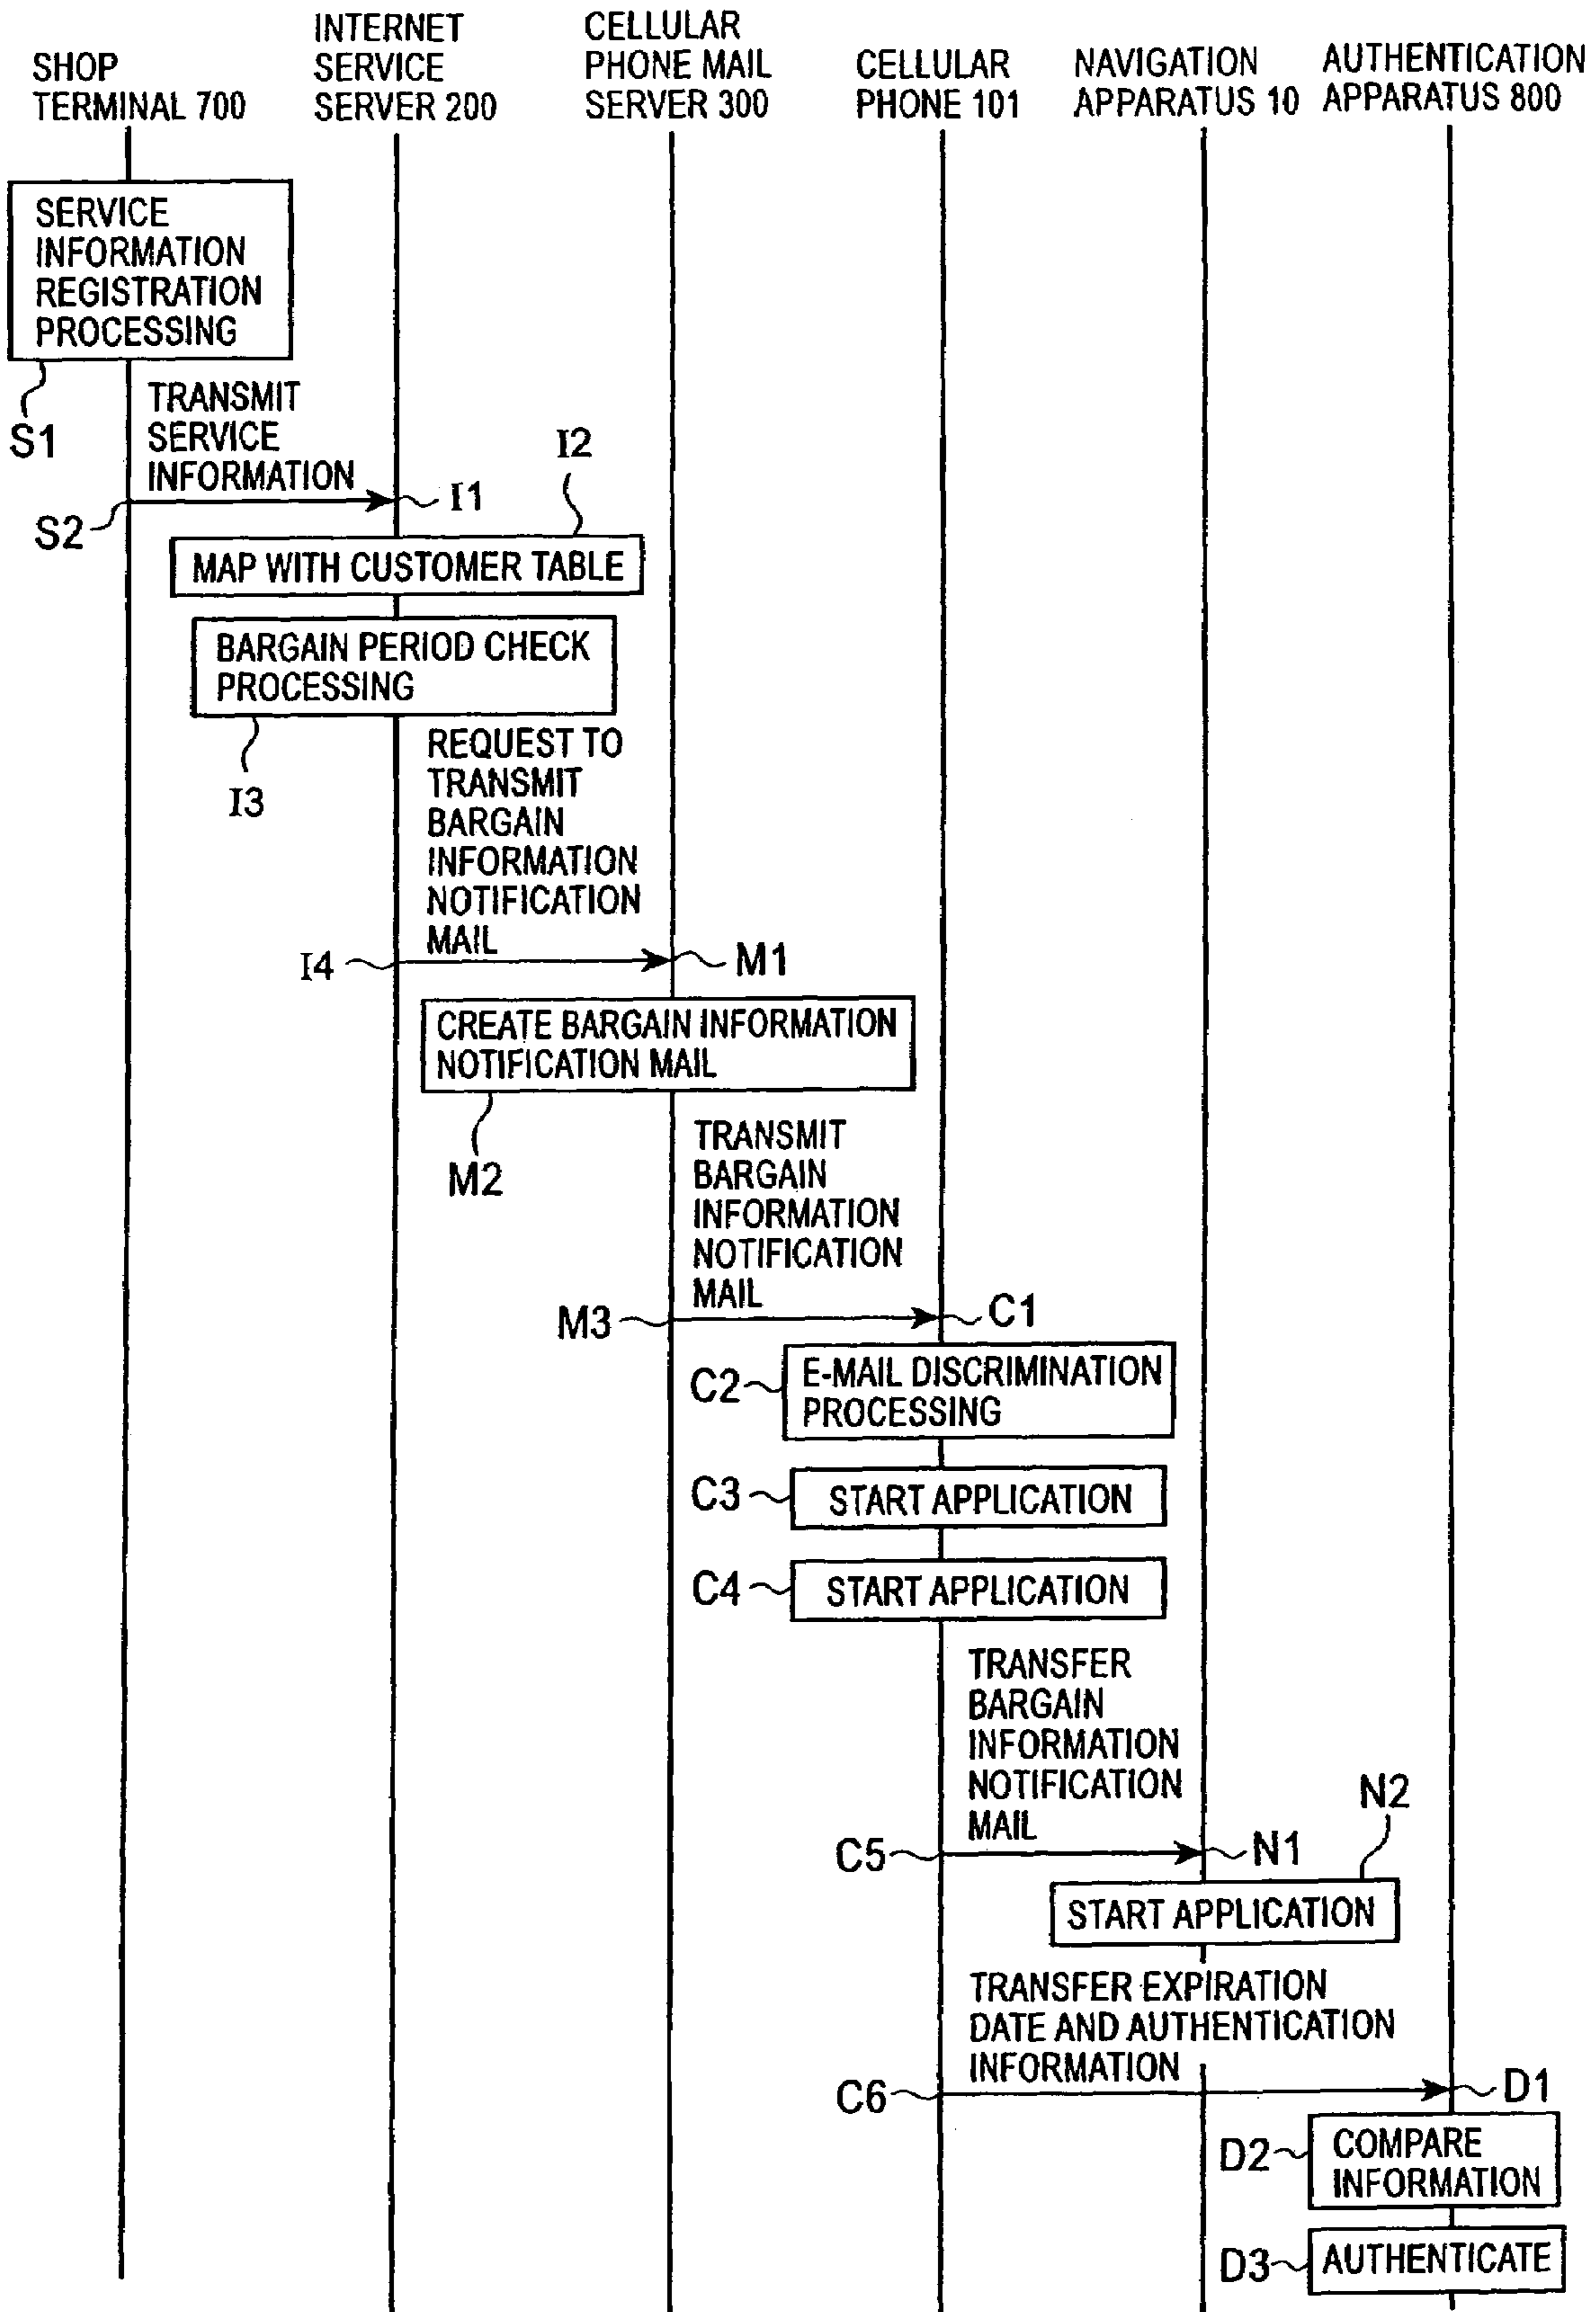 SHOP
TERMINAL 700
INTERNET
SERVICE
SERVER 200
CELLULAR
PHONE MAIL
SERVER 300
CELLULAR
PHONE 101
NAVIGATION
APPARATUS 10
AUTHENTICATION
APPARATUS 800
SERVICE
INFORMATION
REGISTRATION
PROCESSING
S1
TRANSMIT
SERVICE
INFORMATION
S2
I1
I2
MAP WITH CUSTOMER TABLE
BARGAIN PERIOD CHECK
PROCESSING
I3
REQUEST TO
TRANSMIT
BARGAIN
INFORMATION
NOTIFICATION
MAIL
I4
M1
CREATE BARGAIN INFORMATION
NOTIFICATION MAIL
M2
TRANSMIT
BARGAIN
INFORMATION
NOTIFICATION
MAIL
M3
C1
C2
E-MAIL DISCRIMINATION
PROCESSING
C3
START APPLICATION
C4
START APPLICATION
TRANSFER
BARGAIN
INFORMATION
NOTIFICATION
MAIL
C5
N1
N2
START APPLICATION
TRANSFER EXPIRATION
DATE AND AUTHENTICATION
INFORMATION
C6
D1
D2
COMPARE
INFORMATION
D3
AUTHENTICATE